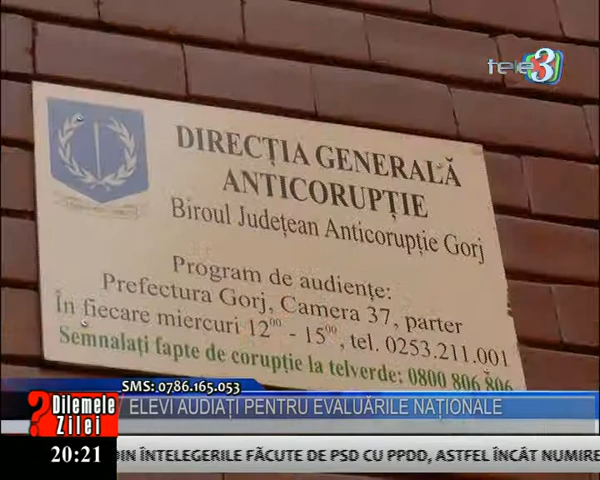 tele3
DIRECȚIA GENERALĂ
ANTICORUPȚIE
Biroul Județean Anticorupție Gorj
Program de audiențe:
Prefectura Gorj, Camera 37, parter
În fiecare miercuri 12⁰⁰ - 15⁰⁰, tel. 0253.211.001
Semnalați fapte de corupție la telverde: 0800 806 806
SMS:0786.165.053
? Dilemele
Zilei
ELEVI AUDIAȚI PENTRU EVALUĂRILE NAȚIONALE
20:21
DIN ÎNTELEGERILE FĂCUTE DE PSD CU PPDD, ASTFEL ÎNCÂT NUMIRE